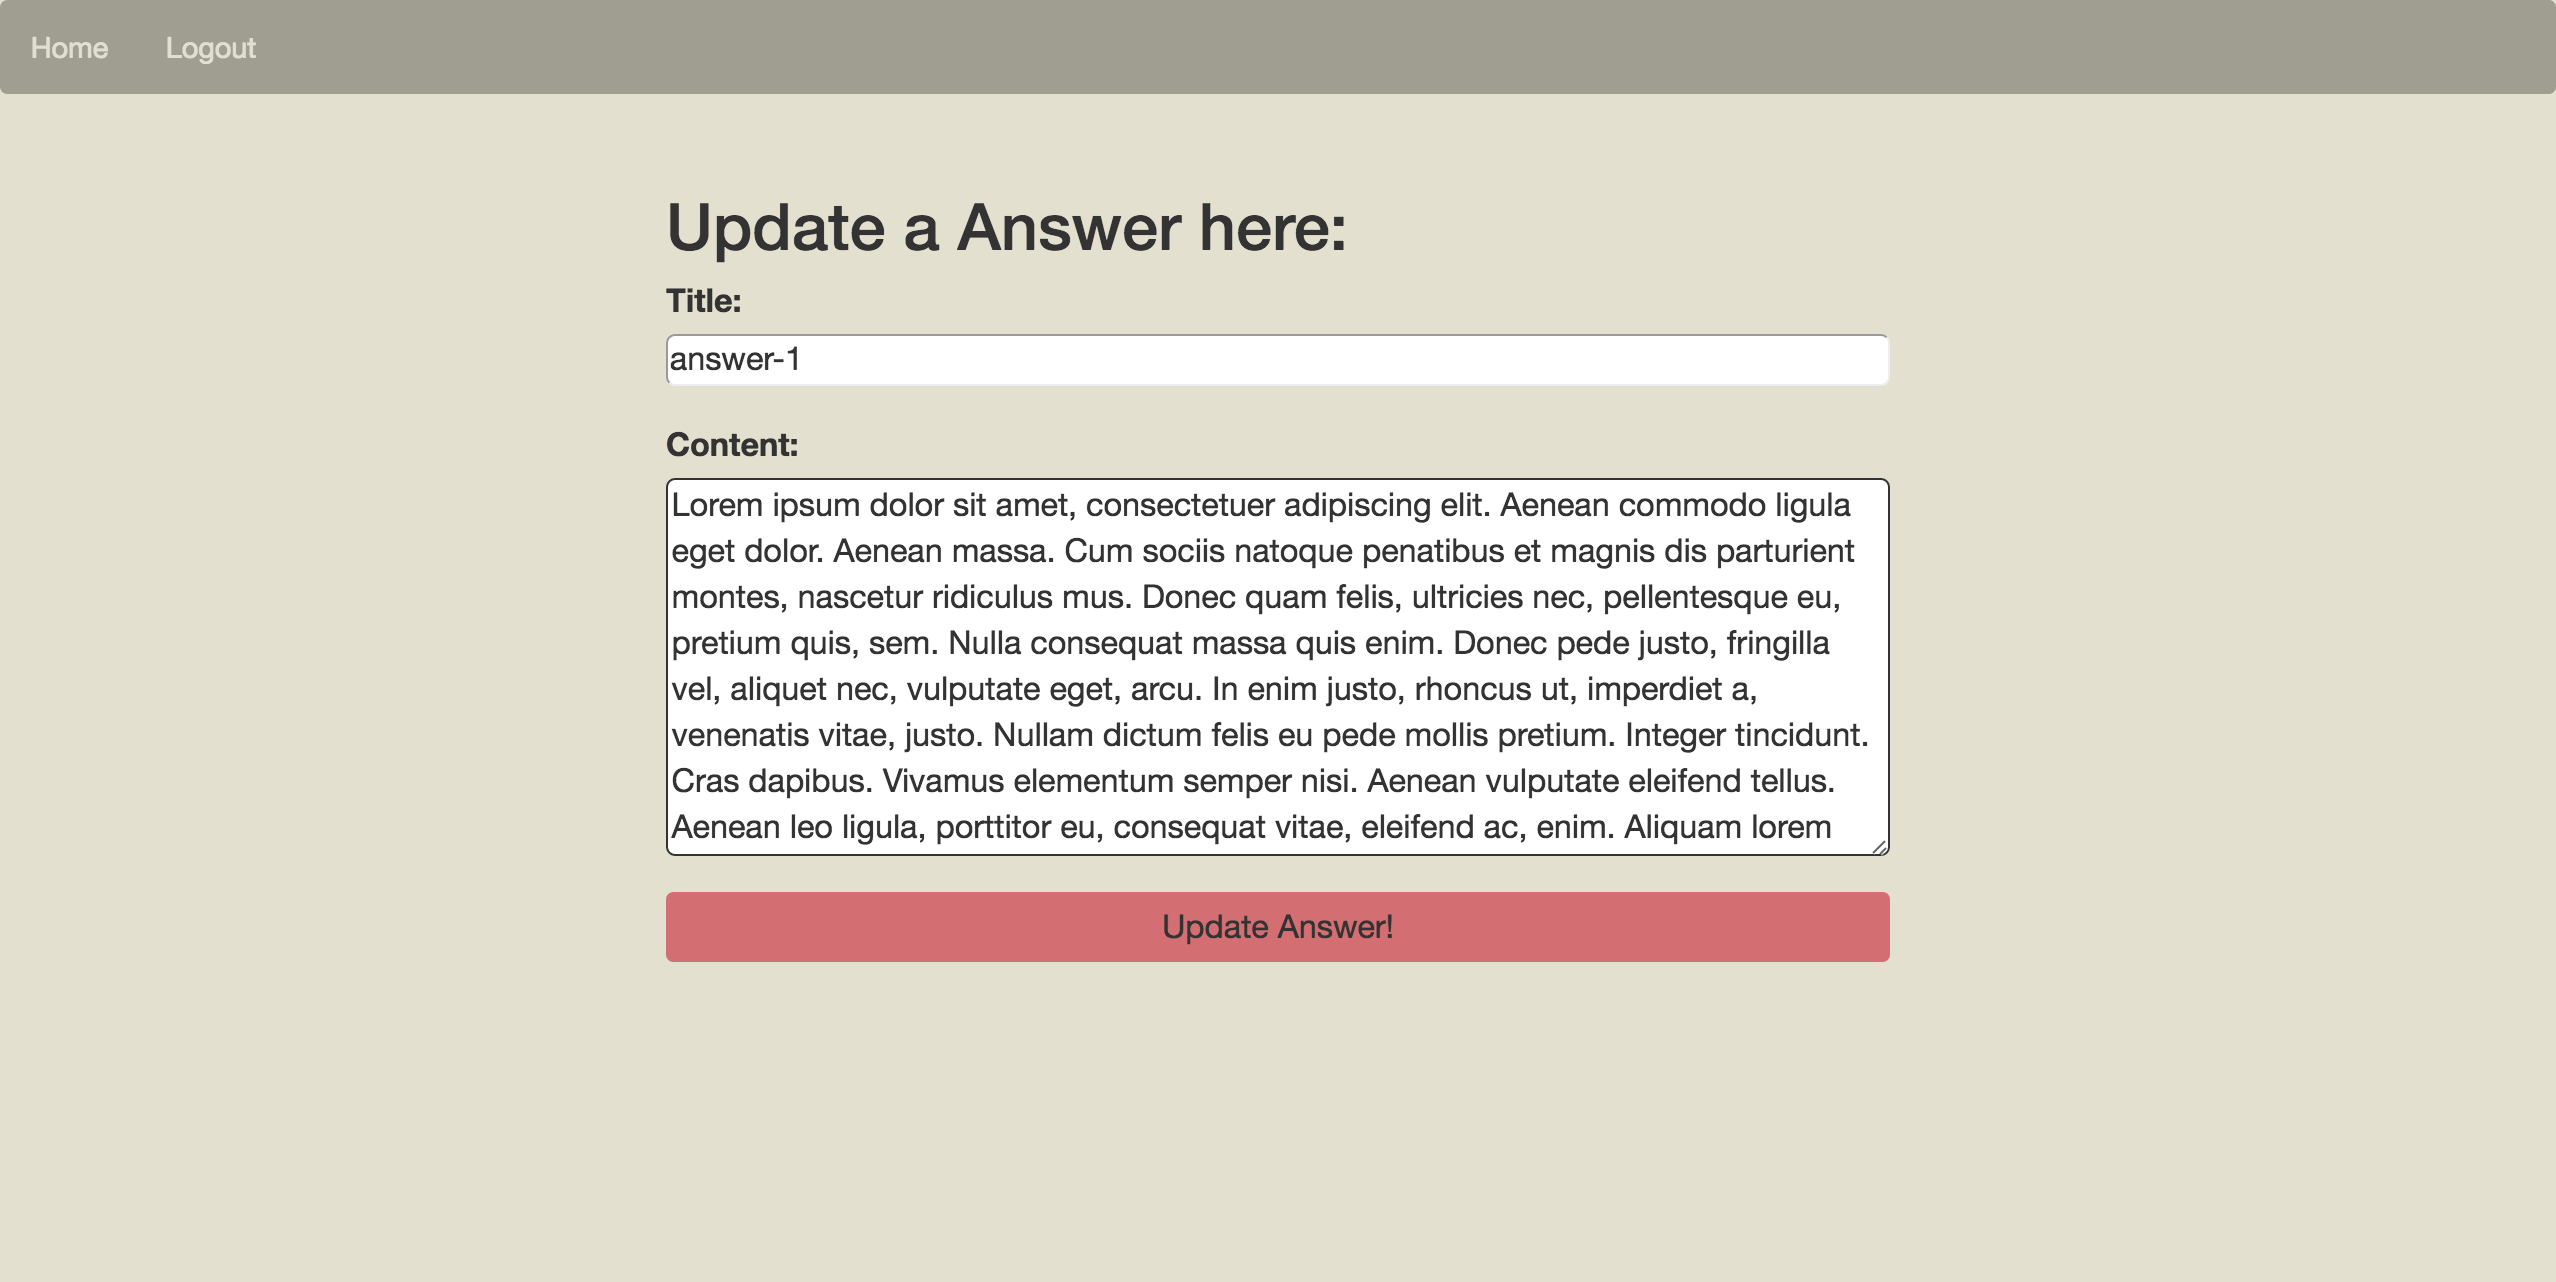 Home Logout
Update a Answer here:
Title:
answer-1
Content:
Lorem ipsum dolor sit amet, consectetuer adipiscing elit. Aenean commodo ligula
eget dolor. Aenean massa. Cum sociis natoque penatibus et magnis dis parturient
montes, nascetur ridiculus mus. Donec quam felis, ultricies nec, pellentesque eu,
pretium quis, sem. Nulla consequat massa quis enim. Donec pede justo, fringilla
vel, aliquet nec, vulputate eget, arcu. In enim justo, rhoncus ut, imperdiet a,
venenatis vitae, justo. Nullam dictum felis eu pede mollis pretium. Integer tincidunt.
Cras dapibus. Vivamus elementum semper nisi. Aenean vulputate eleifend tellus.
Aenean leo ligula, porttitor eu, consequat vitae, eleifend ac, enim. Aliquam lorem
Update Answer!